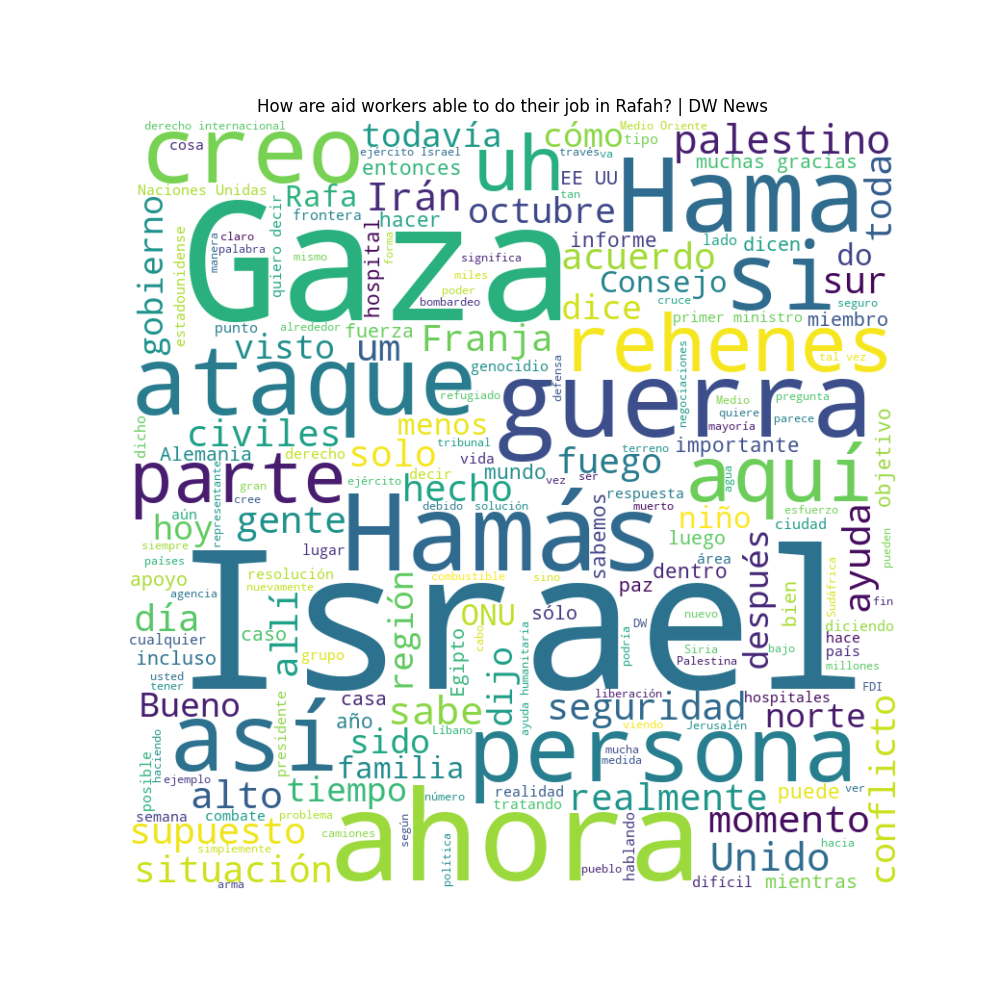 How are aid workers able to do their job in Rafah? | DW News
derecho internacional
cosa
creo
todavía
cómo
Medio Oriente
tipo
palestino
ejército Israel
entonces
uh
través
va
muchas gracias
toda
Naciones Unidas
Rafa
Irán
EE UU
tan
Hama
frontera
hacer
octubre
gobierno
estadounidense
manera
claro
palabra
quiero decir
mismo
Gaza
hospital
forma
significa
miles
poder
bombardeo
informe
acuerdo
lado
dicen
do
Consejo
si
sur
dice
cruce
seguro
primer ministro
miembro
punto
alrededor
fuerza
visto
um
Franja
rehenes
tal vez
genocidio
ataque
refugiado
defensa
guerra
negociaciones
Medio
pregunta
quiere
parece
mayoría
dicho
civiles
menos
Alemania
derecho
solo
tribunal
vida
terreno
importante
objetivo
parte
representante
gran
cree
ejército
decir
hecho
mundo
fuego
vez
ser
respuesta
aquí
agua
debido
solución
muerto
hoy
aún
gente
Hamás
sabemos
niño
esfuerzo
ciudad
luego
siempre
países
lugar
área
después
ayuda
pueden
apoyo
agencia
resolución
nuevamente
combustible
sino
paz
dentro
bien
Sudáfrica
fin
Israel
día
allí
región
ONU
sólo
nuevo
DW
diciendo
cualquier
caso
cabo
podría
hace
incluso
grupo
Egipto
ayuda humanitaria
Siria
bajo
país
Palestina
millones
usted
tener
dijo
FDI
Bueno
casa
liberación
hospitales
presidente
año
sabe
seguridad
norte
conflicto
así
Líbano
viendo
Jerusalén
sido
persona
mucha
medida
posible
haciendo
ejemplo
familia
alto
tiempo
número
realidad
tratando
realmente
puede
ver
semana
combate
problema
ahora
momento
supuesto
camiones
según
simplemente
política
hablando
Unido
hacia
situación
arma
pueblo
difícil
mientras